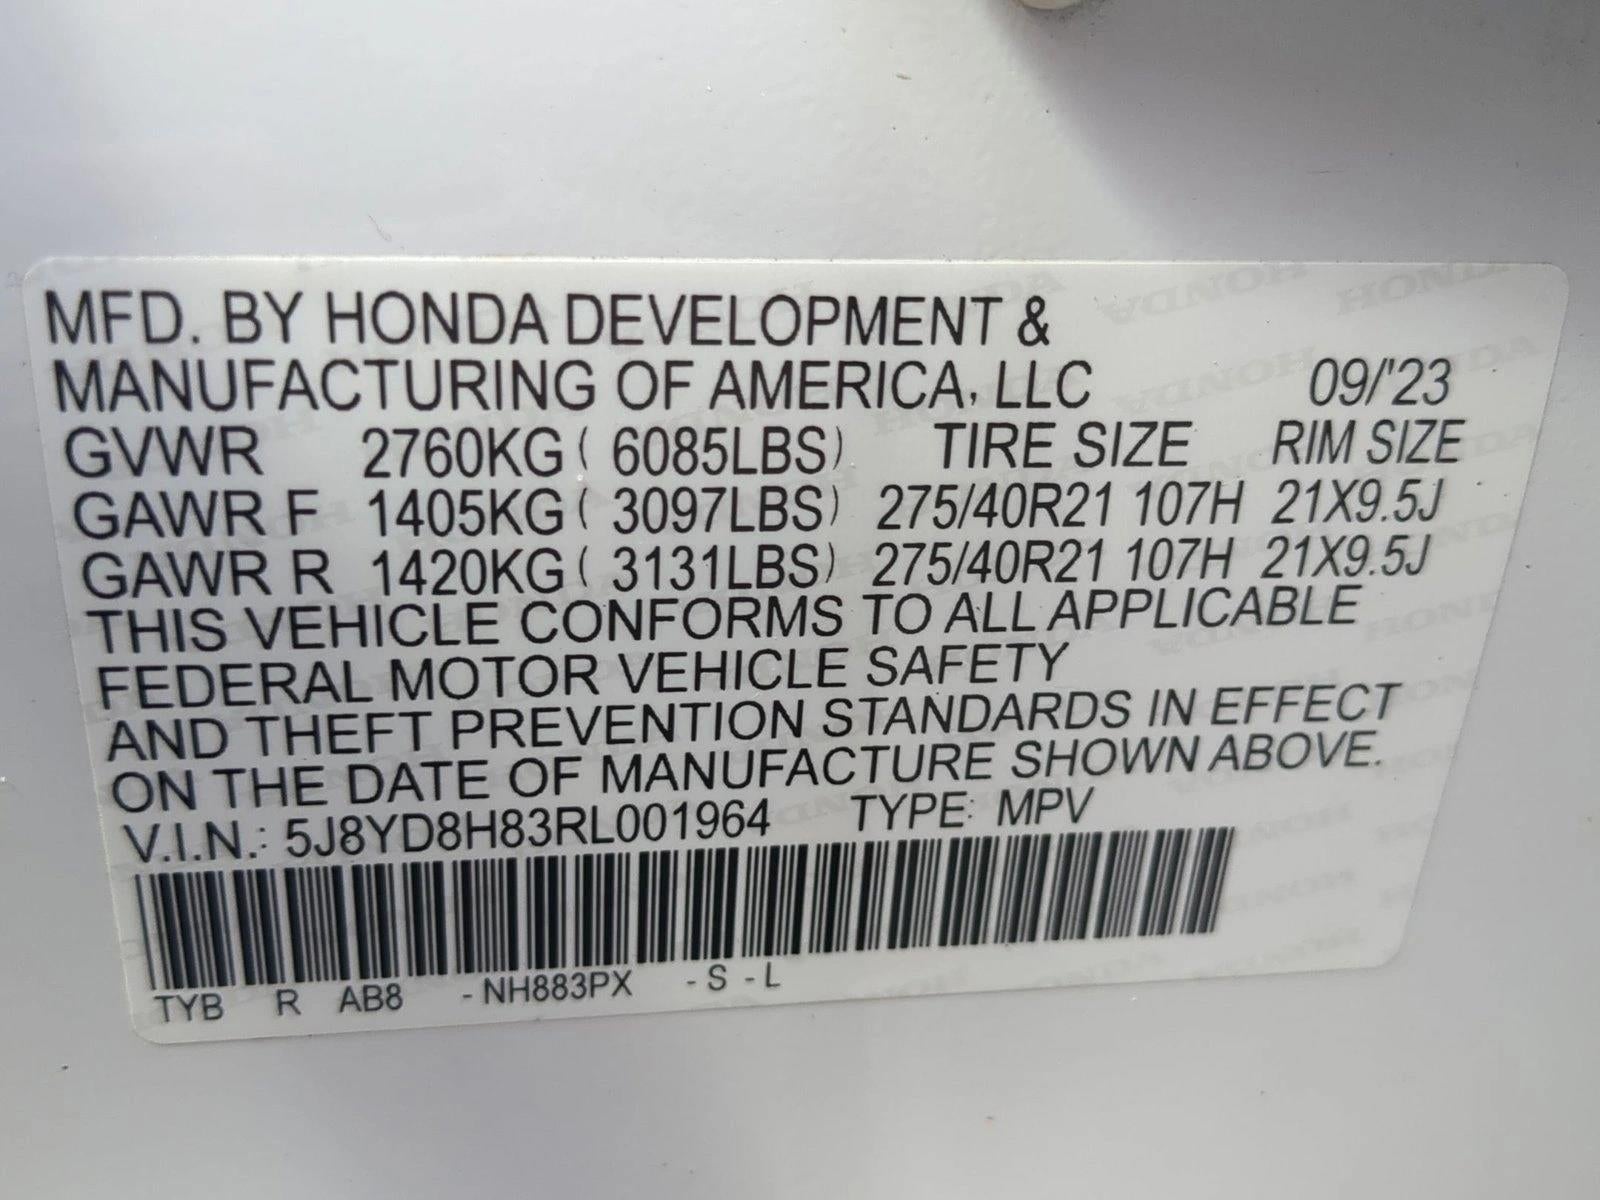 MFD. BY HONDA DEVELOPMENT &
MANUFACTURING OF AMERICA, LLC 09/'23
GVWR 2760KG ( 6085LBS) TIRE SIZE RIM SIZE
GAWR F 1405KG ( 3097LBS) 275/40R21 107H 21X9.5J
GAWR R 1420KG ( 3131LBS) 275/40R21 107H 21X9.5J
THIS VEHICLE CONFORMS TO ALL APPLICABLE
FEDERAL MOTOR VEHICLE SAFETY
AND THEFT PREVENTION STANDARDS IN EFFECT
ON THE DATE OF MANUFACTURE SHOWN ABOVE.
V.I.N.: 5J8YD8H83RL001964 TYPE: MPV
TYB R AB8 -NH883PX -S -L